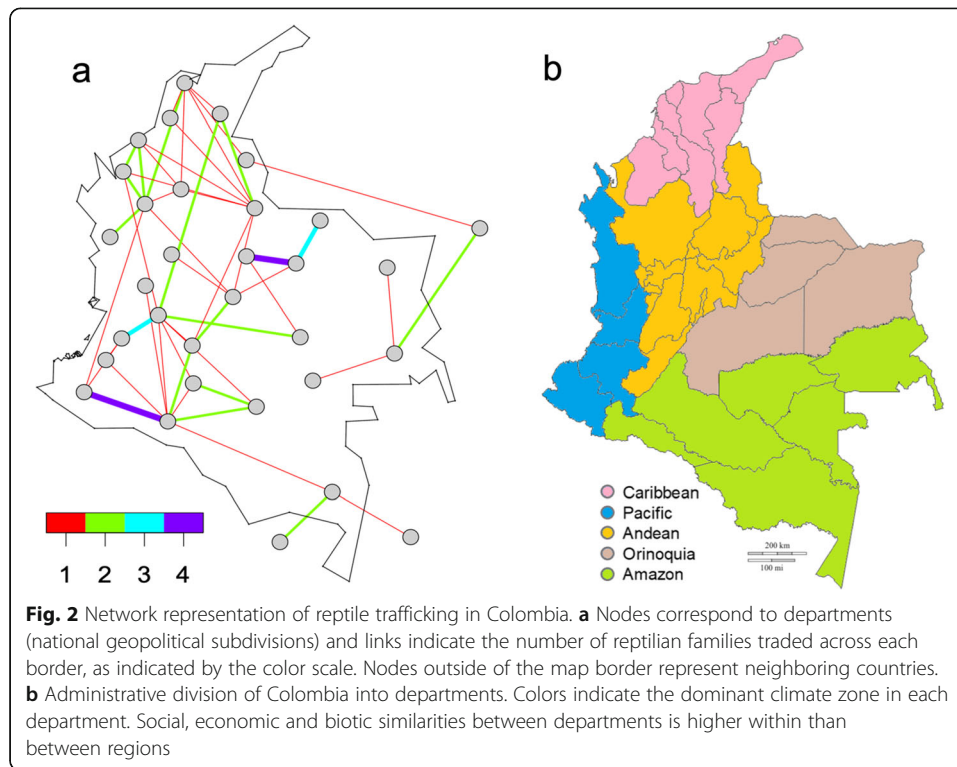 a
b
1 2 3 4
Caribbean
Pacific
Andean
Orinoquia
Amazon
200 km
100 mi
Fig. 2 Network representation of reptile trafficking in Colombia. a Nodes correspond to departments
(national geopolitical subdivisions) and links indicate the number of reptilian families traded across each
border, as indicated by the color scale. Nodes outside of the map border represent neighboring countries.
b Administrative division of Colombia into departments. Colors indicate the dominant climate zone in each
department. Social, economic and biotic similarities between departments is higher within than
between regions